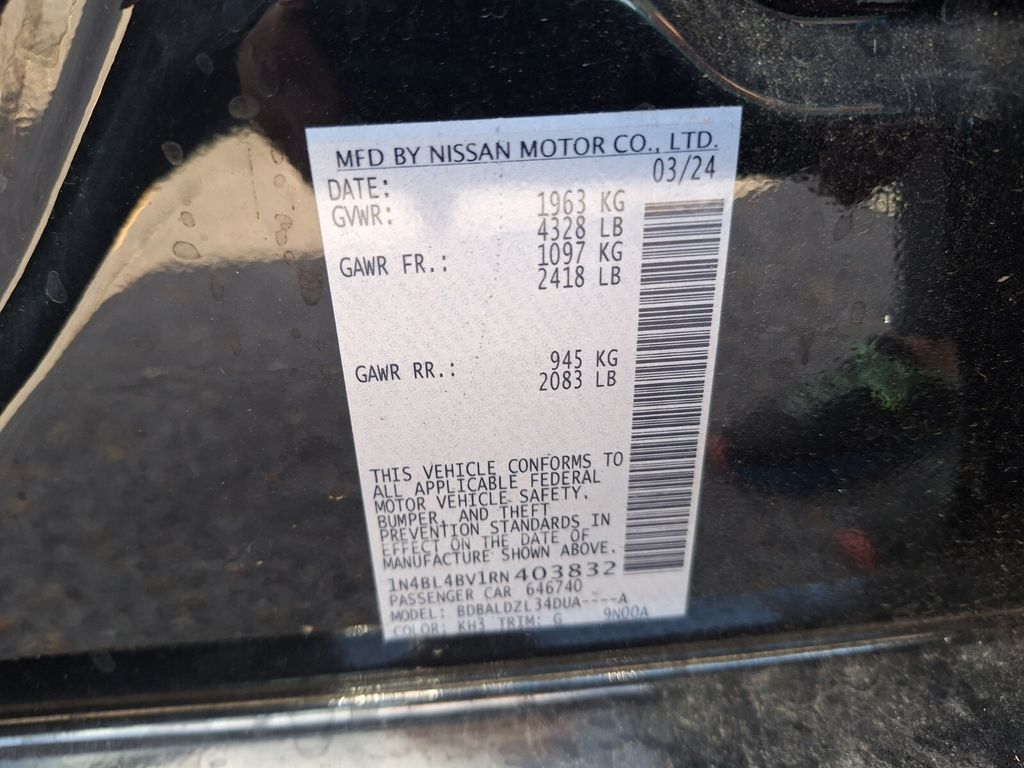 MFD BY NISSAN MOTOR CO., LTD.
DATE: 03/24
GVWR: 1963 KG
4328 LB
GAWR FR.: 1097 KG
2418 LB
GAWR RR.: 945 KG
2083 LB
THIS VEHICLE CONFORMS TO
ALL APPLICABLE FEDERAL
MOTOR VEHICLE SAFETY,
BUMPER, AND THEFT
PREVENTION STANDARDS IN
EFFECT ON THE DATE OF
MANUFACTURE SHOWN ABOVE.
1N4BL4BV1RN403832
PASSENGER CAR 646740
MODEL: BDBALDZL34DUA----A
COLOR: KH3 TRIM: G 9N00A